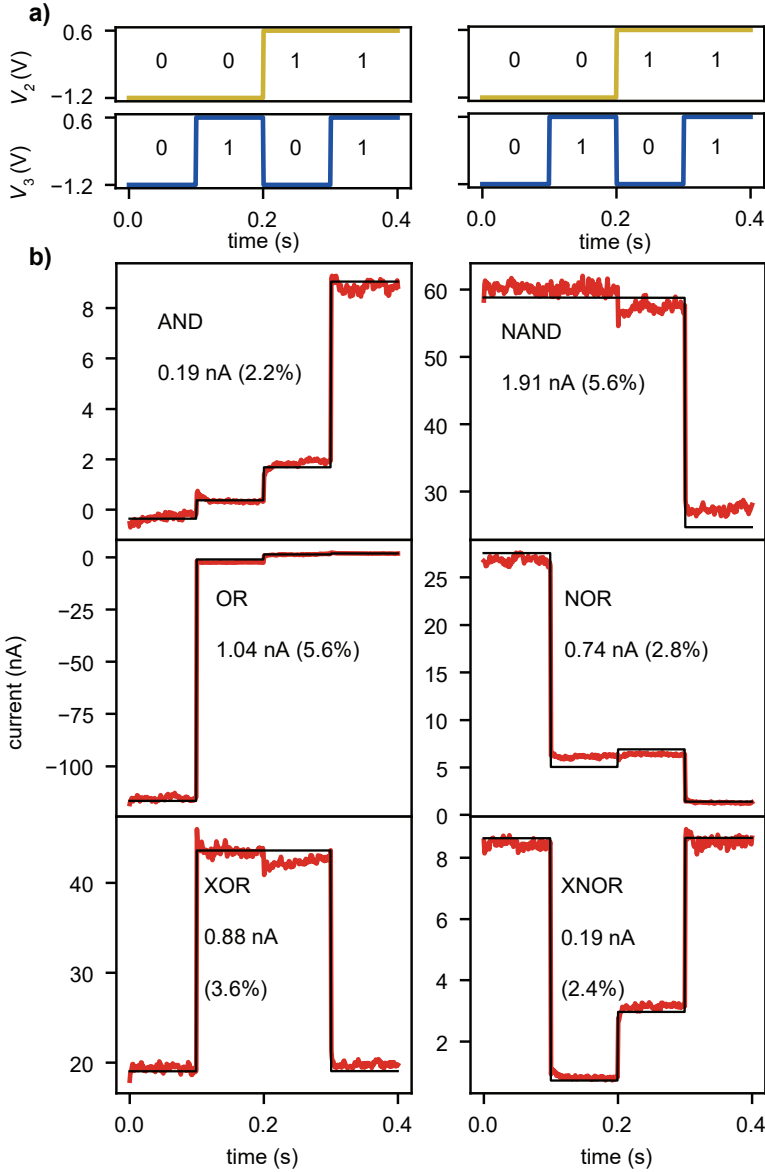 a)
V2 (V)
0.6
−1.2
0 0 1 1
0 0 1 1
V3 (V)
0.6
−1.2
0 1 0 1
0 1 0 1
0.0 0.2 0.4
time (s)
0.0 0.2 0.4
time (s)
b)
current (nA)
8
6
4
2
0
AND
0.19 nA (2.2%)
60
50
40
30
NAND
1.91 nA (5.6%)
0
−25
−50
−75
−100
OR
1.04 nA (5.6%)
25
20
15
10
5
0
NOR
0.74 nA (2.8%)
40
30
20
XOR
0.88 nA
(3.6%)
0.0 0.2 0.4
time (s)
8
6
4
2
XNOR
0.19 nA
(2.4%)
0.0 0.2 0.4
time (s)